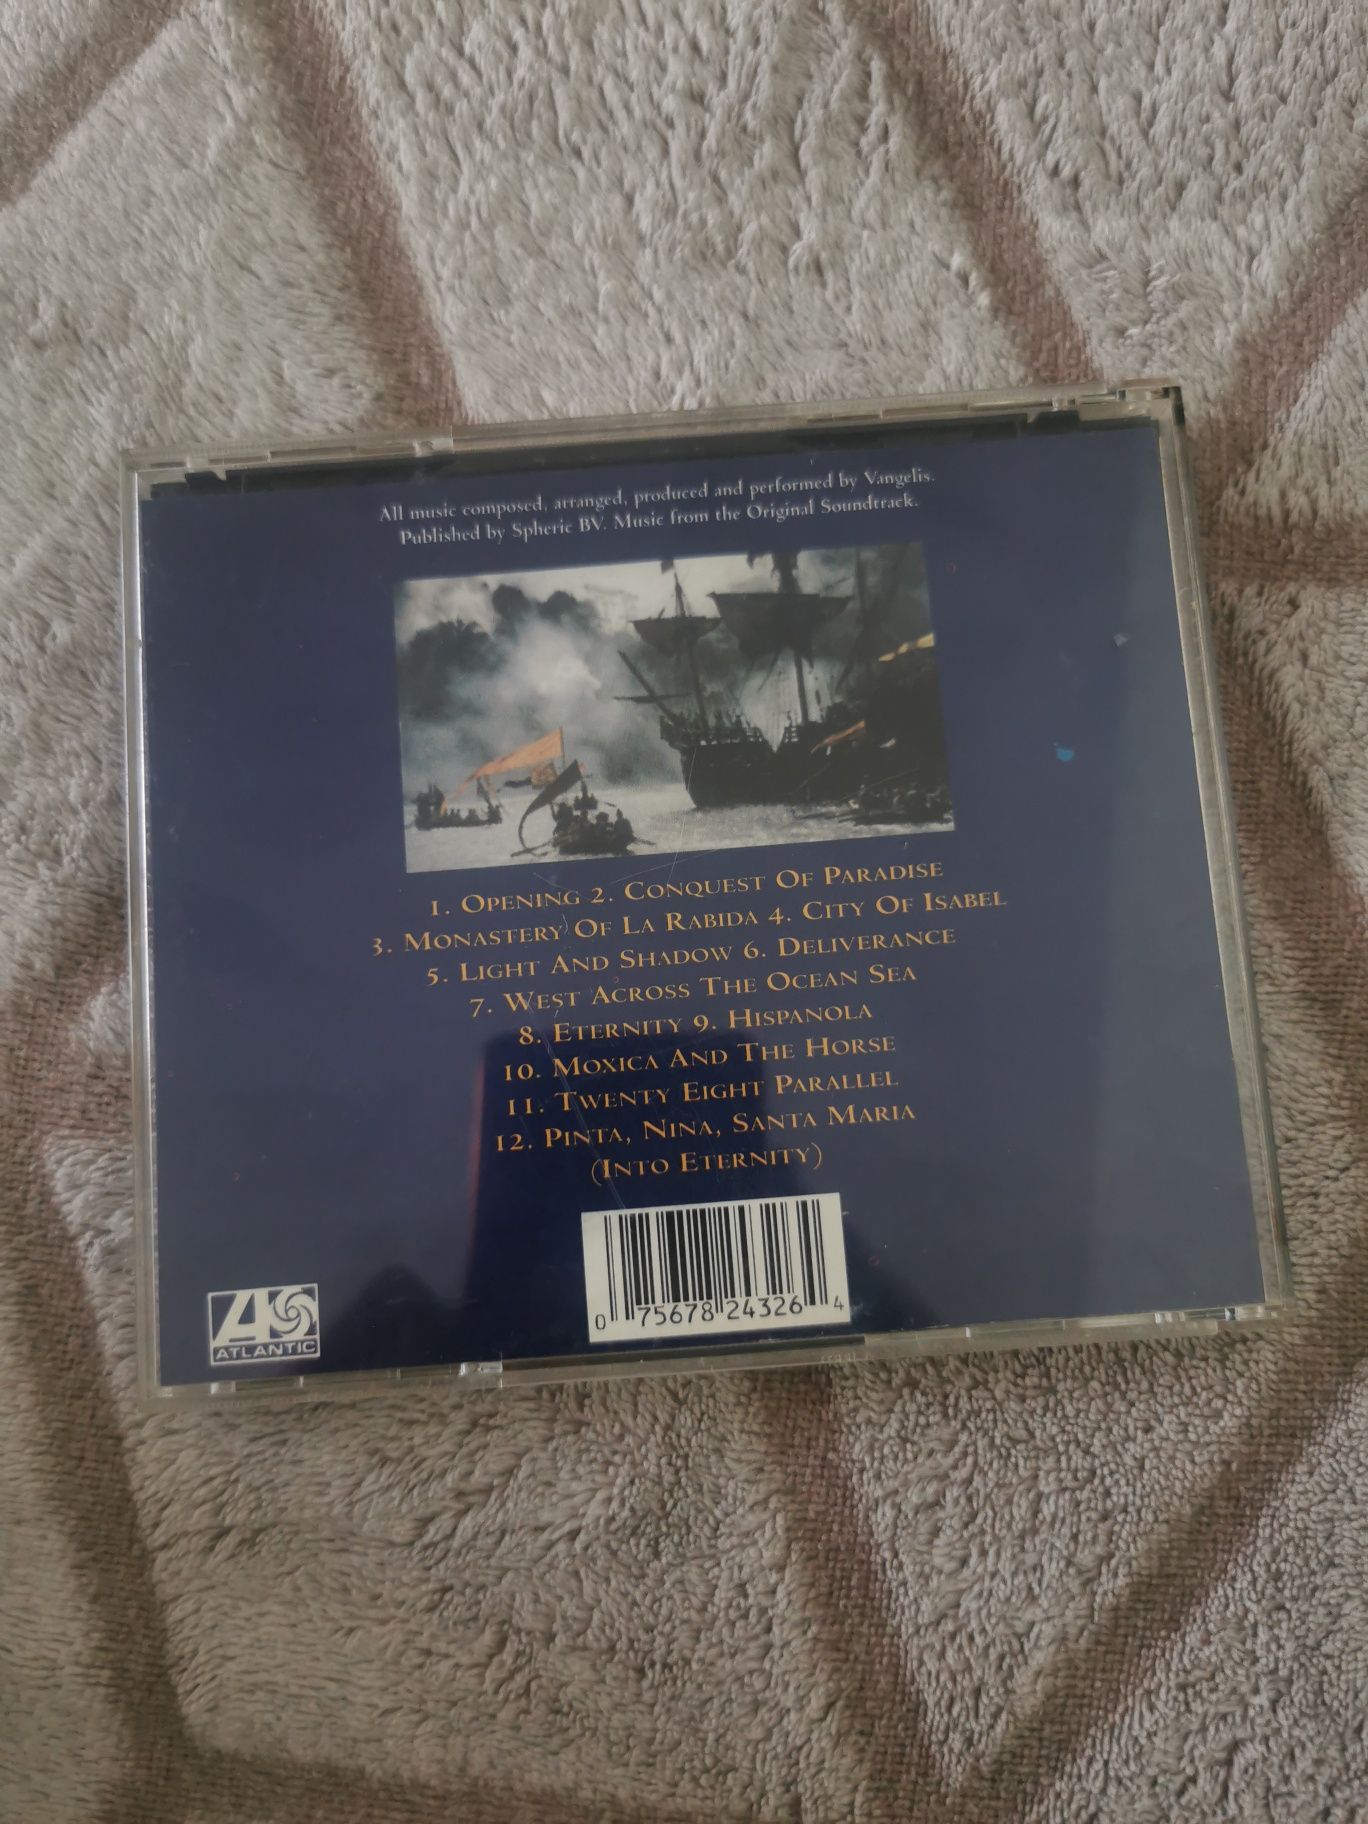 All music composed, arranged, produced and performed by Vangelis.
Published by Spheric BV. Music from the Original Soundtrack.
1. Opening 2. Conquest Of Paradise
3. Monastery Of La Rabida 4. City Of Isabel
5. Light And Shadow 6. Deliverance
7. West Across The Ocean Sea
8. Eternity 9. Hispanola
10. Moxica And The Horse
11. Twenty Eight Parallel
12. Pinta, Nina, Santa Maria
(Into Eternity)
0 75678 24326 4
ATLANTIC